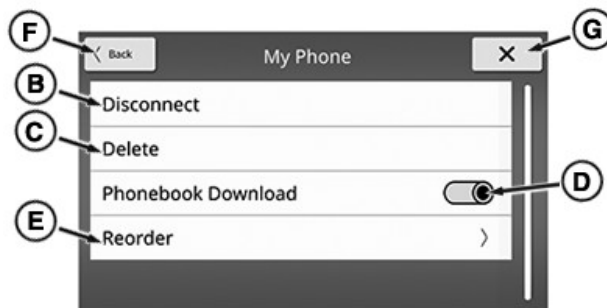 F
Back
My Phone
G
B
Disconnect
C
Delete
Phonebook Download
D
E
Reorder